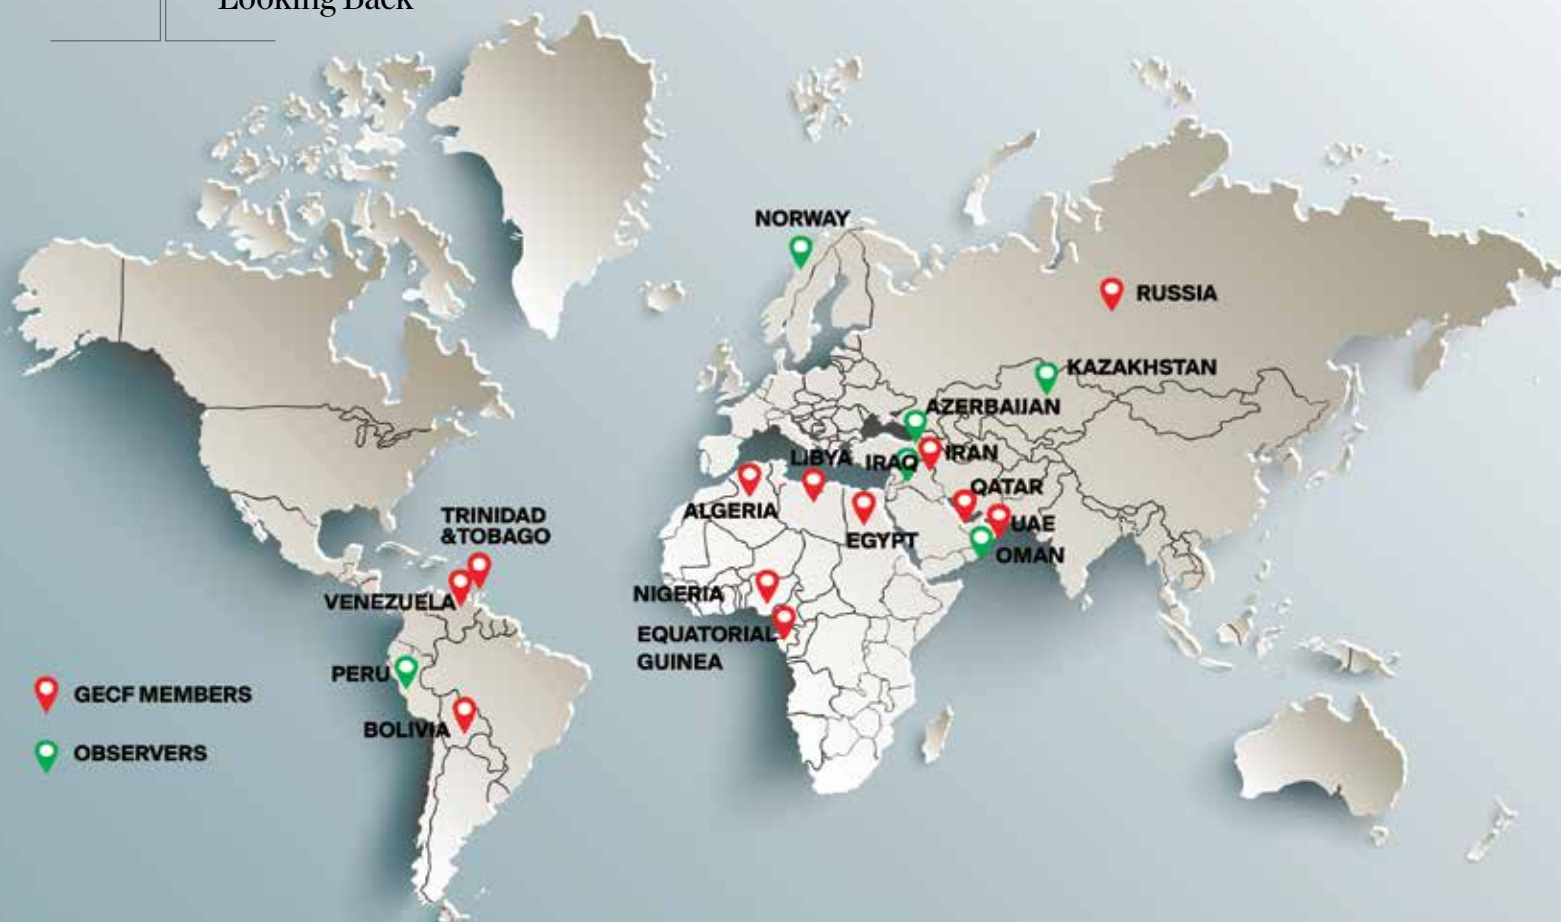 Looking Back
NORWAY
RUSSIA
KAZAKHSTAN
AZERBAIJAN
LIBYA
IRAQ
IRAN
QATAR
ALGERIA
UAE
EGYPT
OMAN
TRINDAD
&TOBAGO
VENEZUELA
NIGERIA
EQUATORIAL
GUINEA
PERU
BOLIVIA
GECF MEMBERS
OBSERVERS